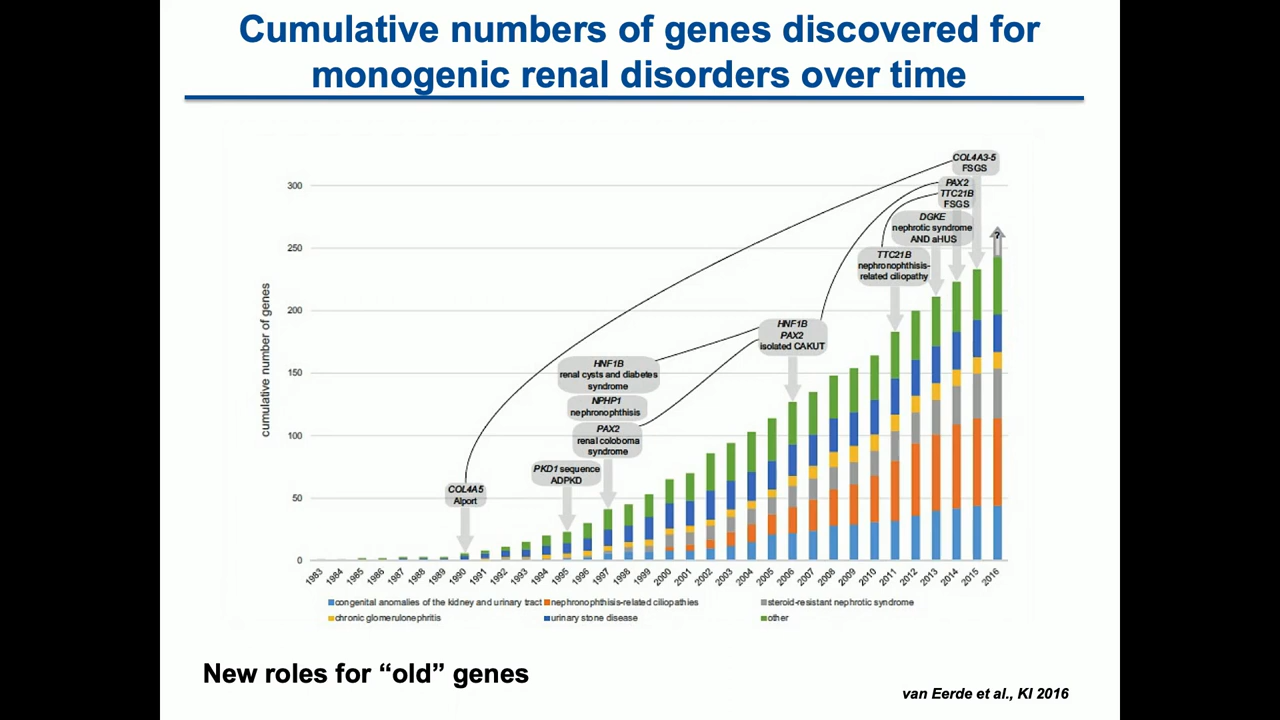 Cumulative numbers of genes discovered for
monogenic renal disorders over time
cumulative number of genes
300
250
200
150
100
50
0
COL4A3-5
FSGS
PAX2
TTC21B
FSGS
DGKE
nephrotic syndrome
AND aHUS
?
TTC21B
nephronophthisis-
related ciliopathy
HNF1B
PAX2
isolated CAKUT
HNF1B
renal cysts and diabetes
syndrome
NPHP1
nephronophthisis
PAX2
renal coloboma
syndrome
PKD1 sequence
ADPKD
COL4A5
Alport
1983 1984 1985 1986 1987 1988 1989 1990 1991 1992 1993 1994 1995 1996 1997 1998 1999 2000 2001 2002 2003 2004 2005 2006 2007 2008 2009 2010 2011 2012 2013 2014 2015 2016
congenital anomalies of the kidney and urinary tract nephronophthisis-related ciliopathies steroid-resistant nephrotic syndrome
chronic glomerulonephritis urinary stone disease other
New roles for “old” genes
van Eerde et al., KI 2016